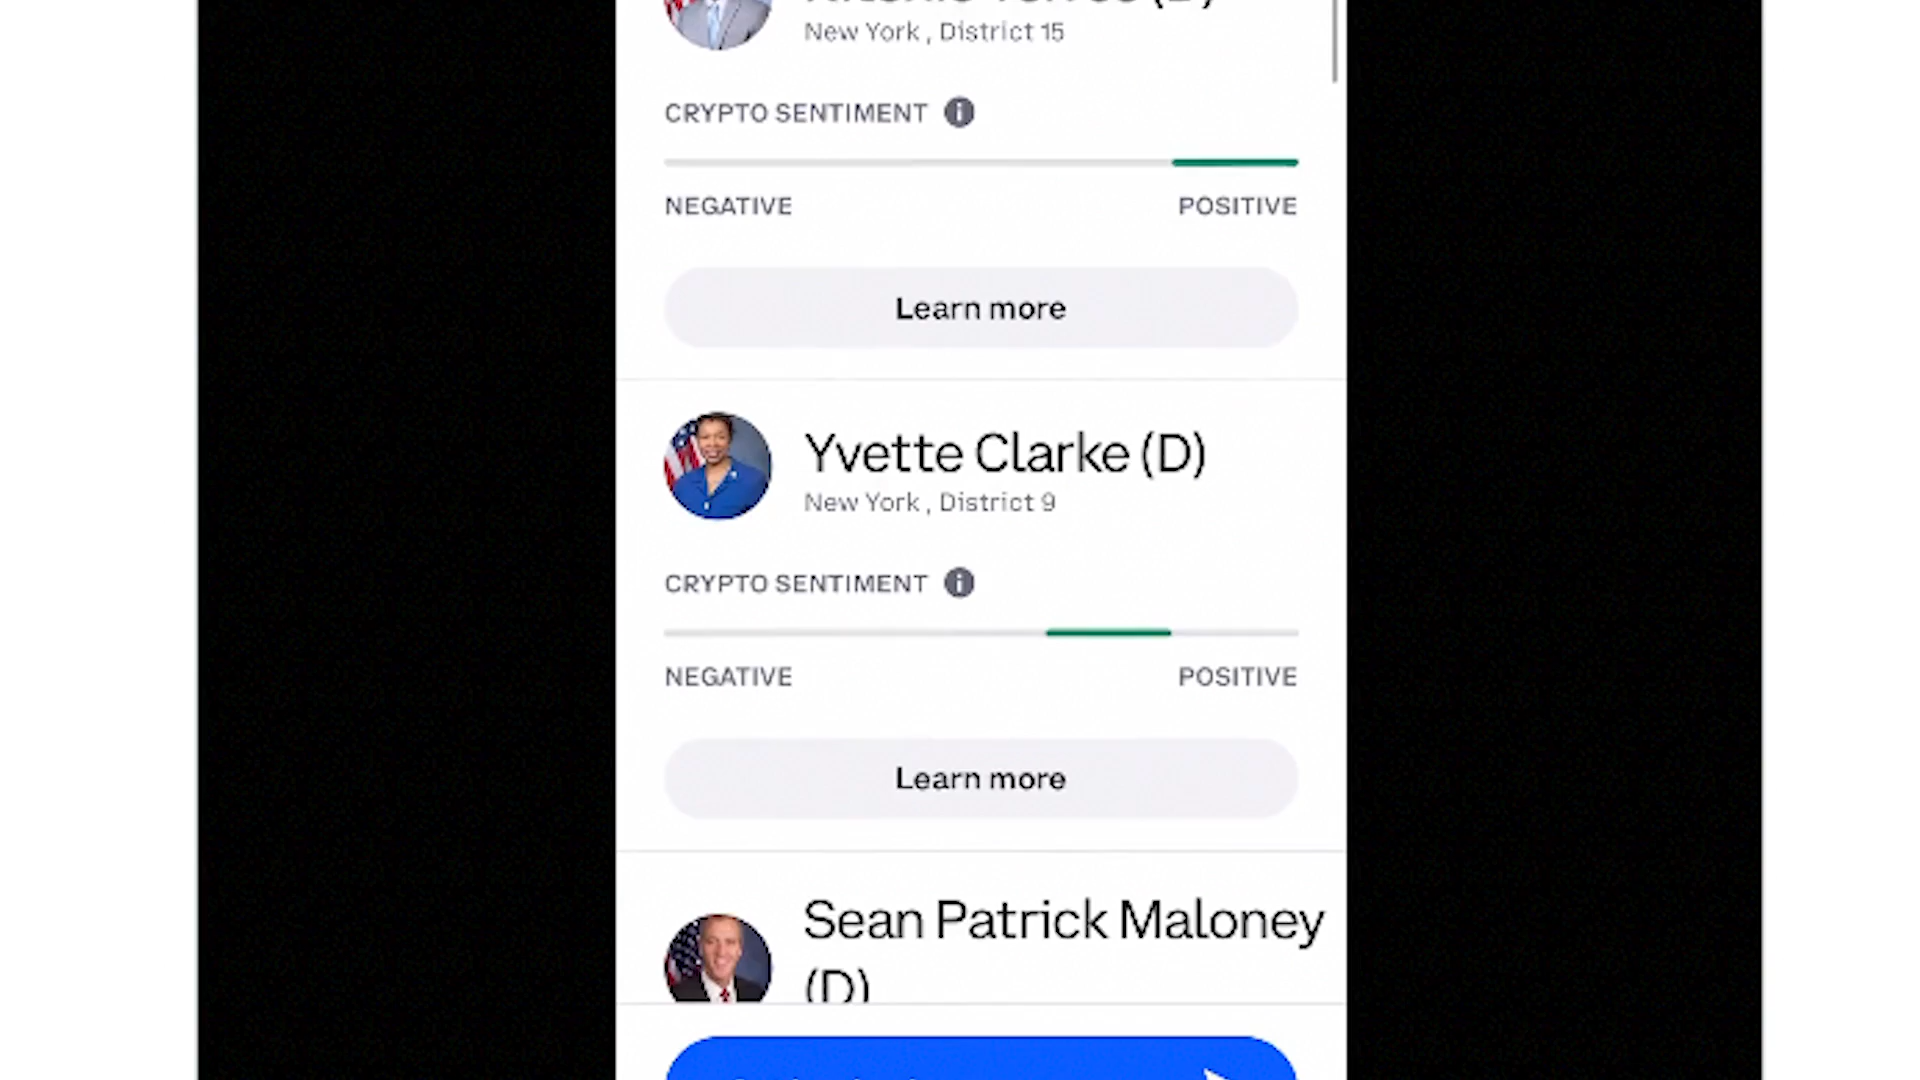 New York , District 15
CRYPTO SENTIMENT
NEGATIVE POSITIVE
Learn more
Yvette Clarke (D)
New York , District 9
CRYPTO SENTIMENT
NEGATIVE POSITIVE
Learn more
Sean Patrick Maloney
(D)